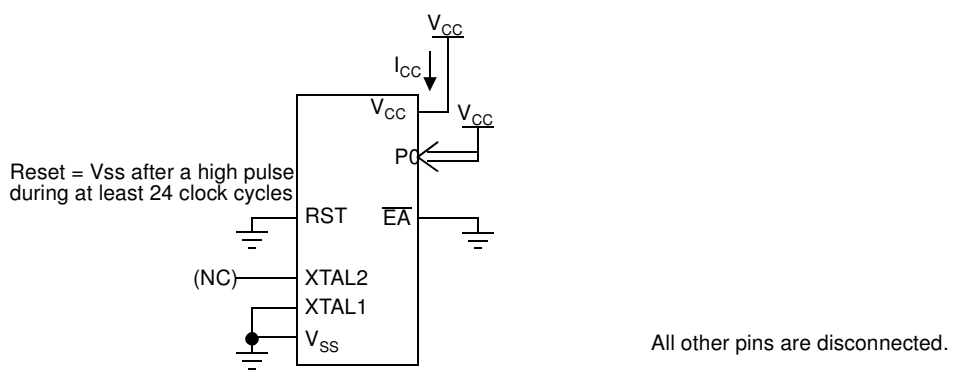 VCC
ICC
VCC
VCC
P0
Reset = Vss after a high pulse
during at least 24 clock cycles
RST
EA
(NC)
XTAL2
XTAL1
VSS
All other pins are disconnected.